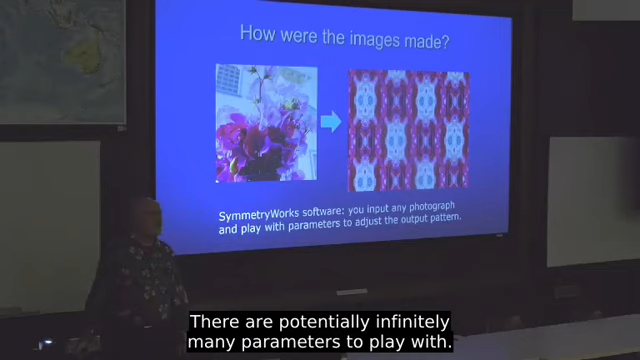 How were the images made?
SymmetryWorks software: you input any photograph
and play with parameters to adjust the output pattern.
There are potentially infinitely
many parameters to play with.